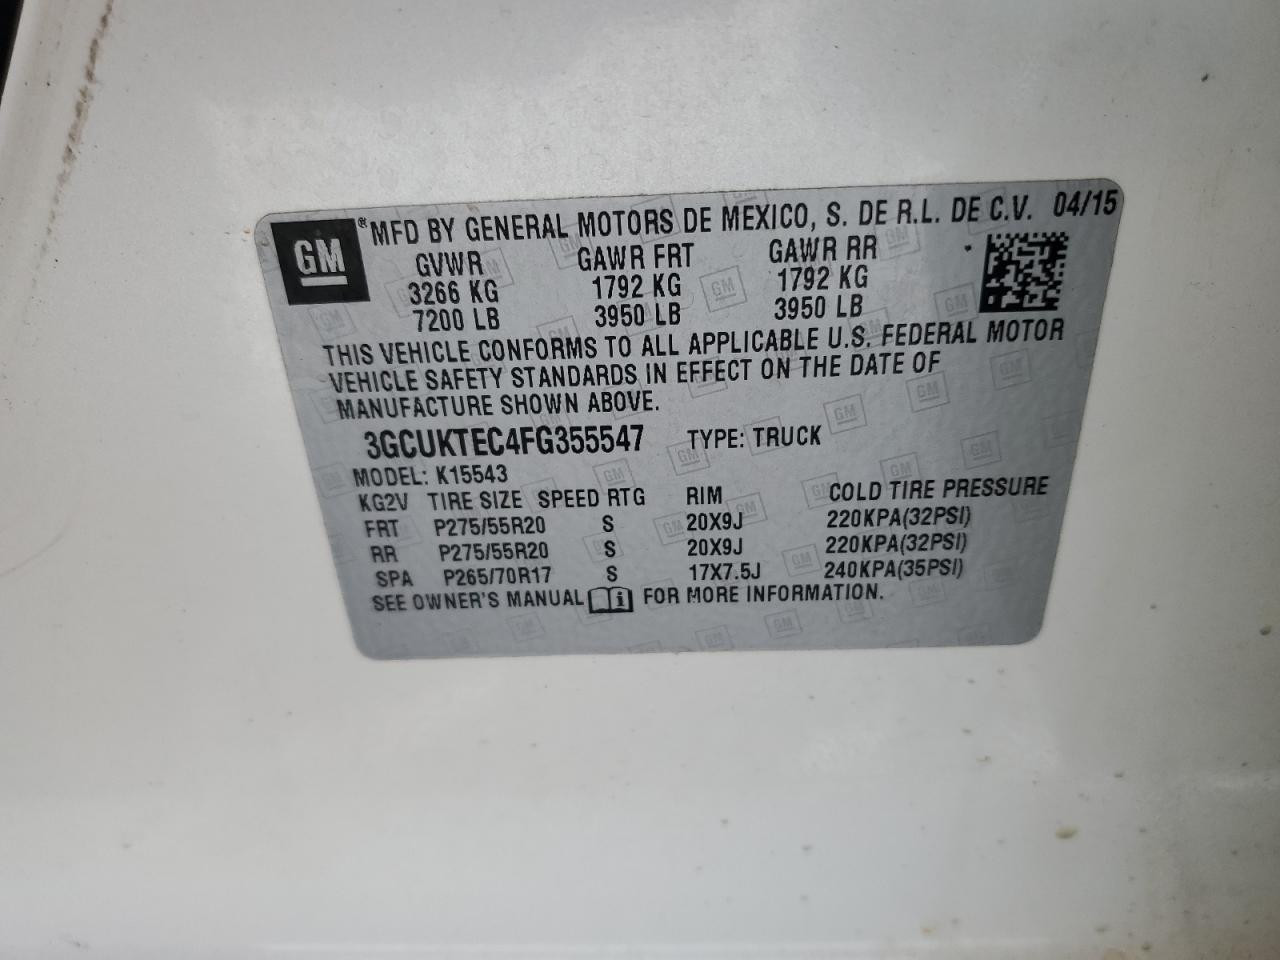 GM ® MFD BY GENERAL MOTORS DE MEXICO, S. DE R.L. DE C.V. 04/15
GVWR GAWR FRT GAWR RR
3266 KG 1792 KG 1792 KG
7200 LB 3950 LB 3950 LB
THIS VEHICLE CONFORMS TO ALL APPLICABLE U.S. FEDERAL MOTOR
VEHICLE SAFETY STANDARDS IN EFFECT ON THE DATE OF
MANUFACTURE SHOWN ABOVE.
3GCUKTEC4FG355547 TYPE: TRUCK
MODEL: K15543
KG2V TIRE SIZE SPEED RTG RIM COLD TIRE PRESSURE
FRT P275/55R20 S 20X9J 220KPA(32PSI)
RR P275/55R20 S 20X9J 220KPA(32PSI)
SPA P265/70R17 S 17X7.5J 240KPA(35PSI)
SEE OWNER'S MANUAL i FOR MORE INFORMATION.